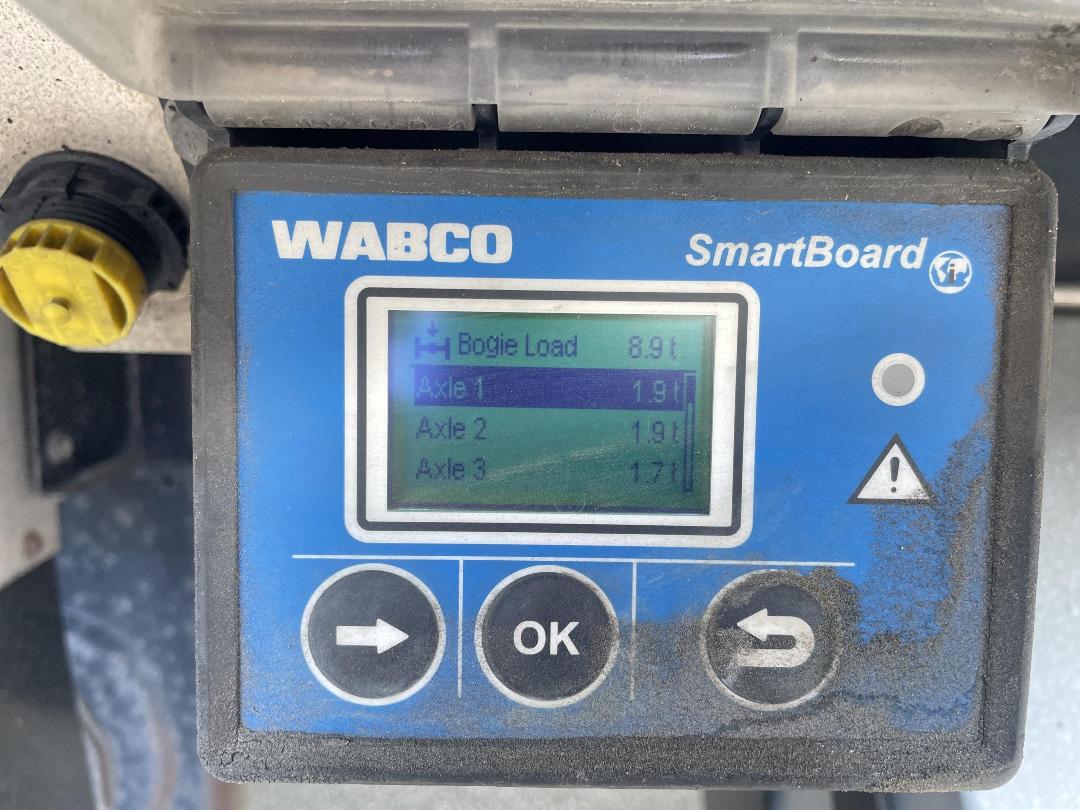 WABCO
SmartBoard
Bogie Load 8.9 t
Axle 1 1.9 t
Axle 2 1.9 t
Axle 3 1.7 t
OK